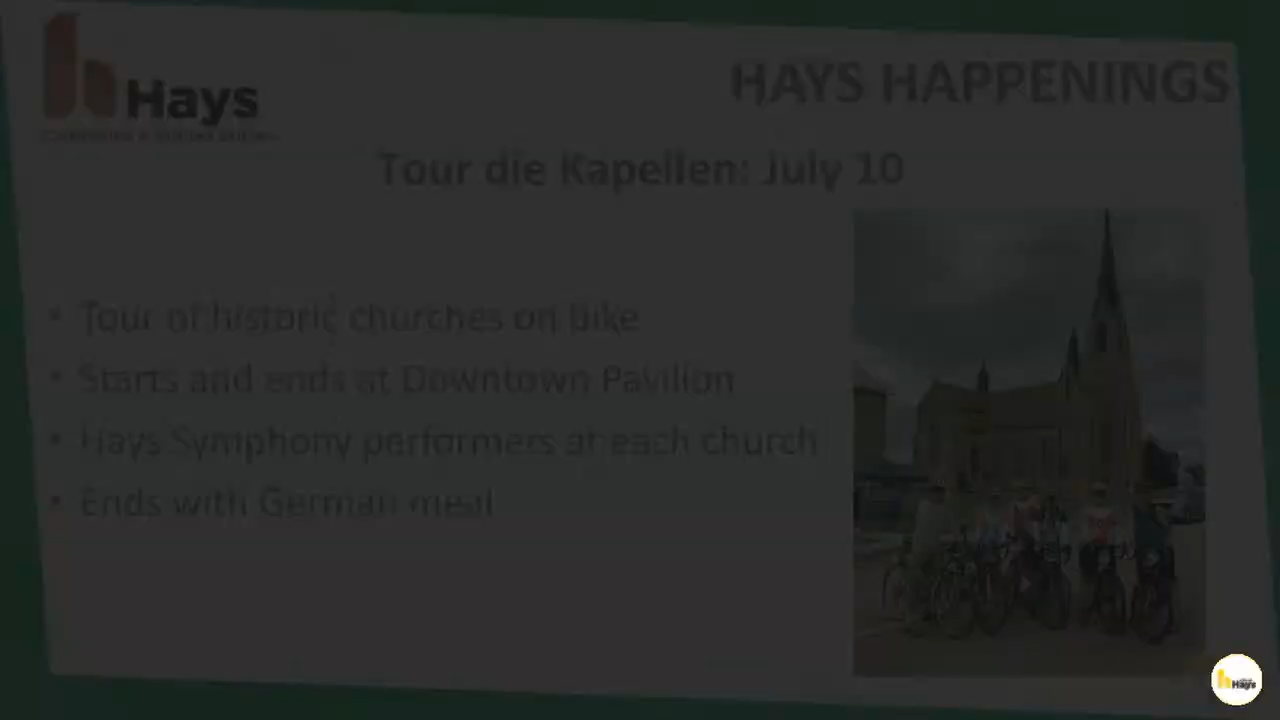 Hays
HAYS HAPPENINGS
Tour die Kapellen: July 10
• Tour of historic churches on bike
• Starts and ends at Downtown Pavilion
• Hays Symphony performers at each church
• Ends with German meal
Hays